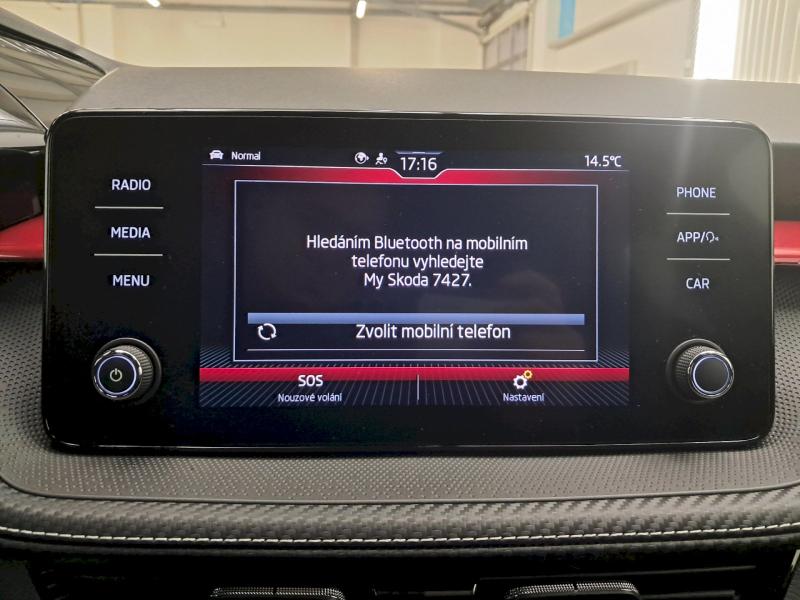 Normal
17:16
14.5°C
RADIO
MEDIA
MENU
Hledáním Bluetooth na mobilním
telefonu vyhledejte
My Skoda 7427.
Zvolit mobilní telefon
SOS
Nouzové volání
Nastavení
PHONE
APP/
CAR